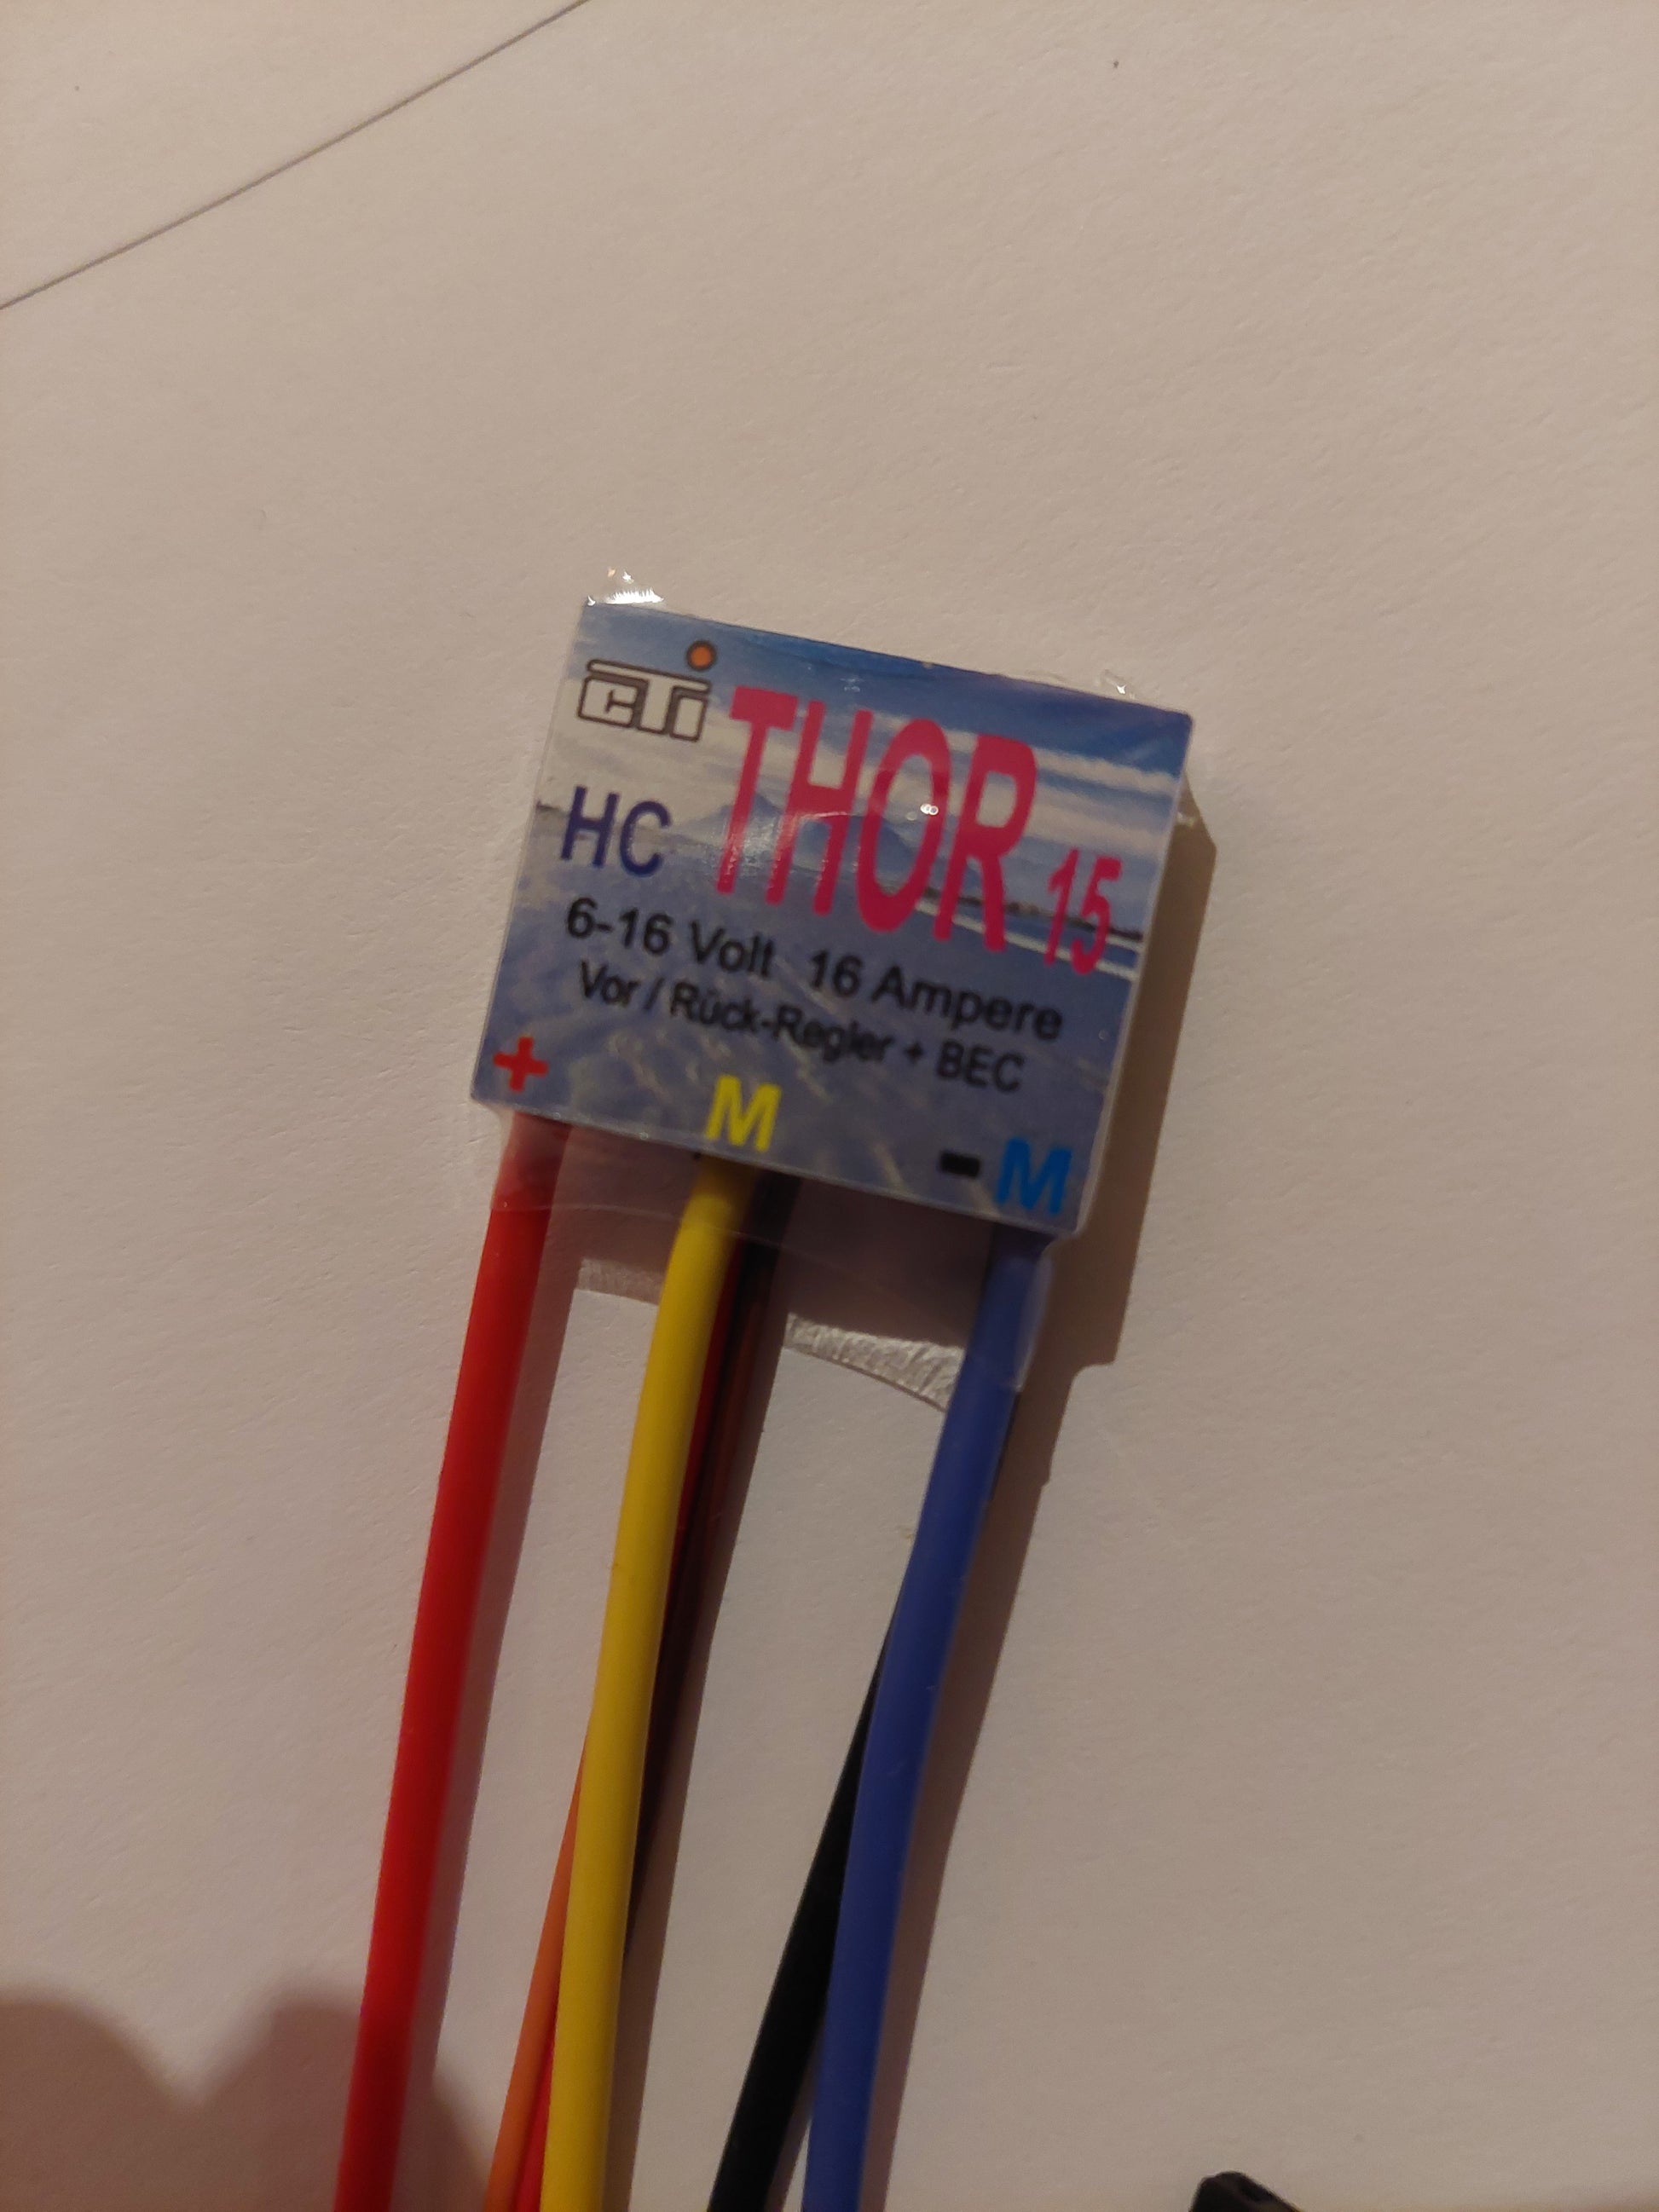 cTi THOR 15
HC
6-16 Volt 16 Ampere
Vor / Rück-Regler + BEC
+ M - M